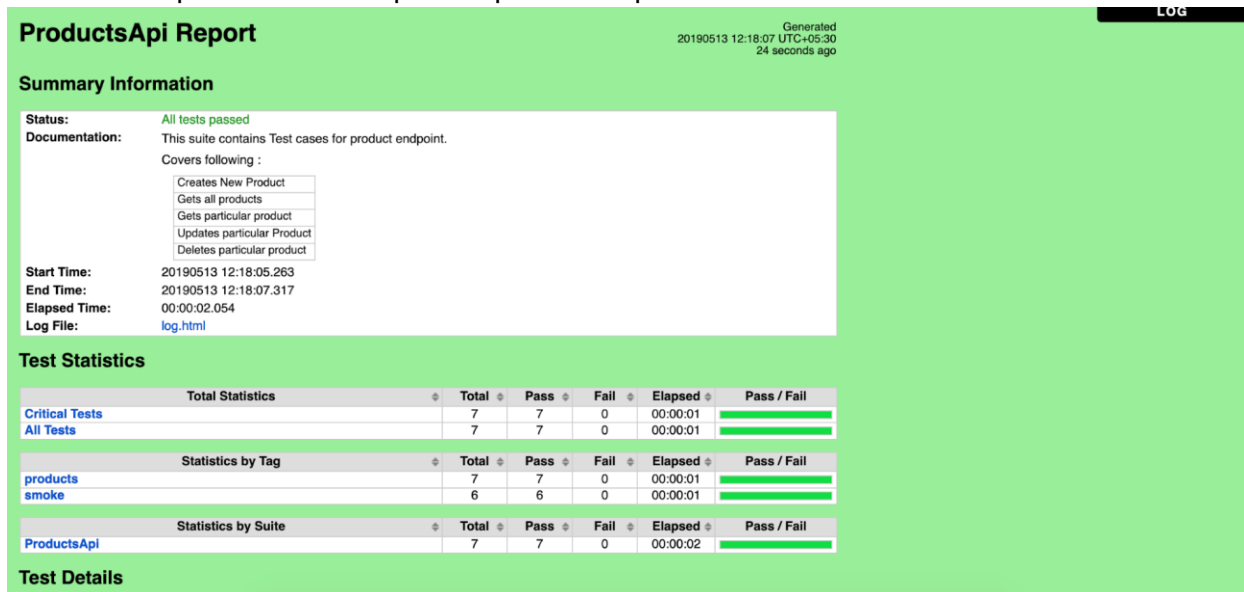 LOG
ProductsApi Report
Generated
20190513 12:18:07 UTC+05:30
24 seconds ago
Summary Information
Status: All tests passed
Documentation: This suite contains Test cases for product endpoint.
Covers following :
Creates New Product
Gets all products
Gets particular product
Updates particular Product
Deletes particular product
Start Time: 20190513 12:18:05.263
End Time: 20190513 12:18:07.317
Elapsed Time: 00:00:02.054
Log File: log.html
Test Statistics
Total Statistics Total Pass Fail Elapsed Pass / Fail
Critical Tests 7 7 0 00:00:01
All Tests 7 7 0 00:00:01
Statistics by Tag Total Pass Fail Elapsed Pass / Fail
products 7 7 0 00:00:01
smoke 6 6 0 00:00:01
Statistics by Suite Total Pass Fail Elapsed Pass / Fail
ProductsApi 7 7 0 00:00:02
Test Details